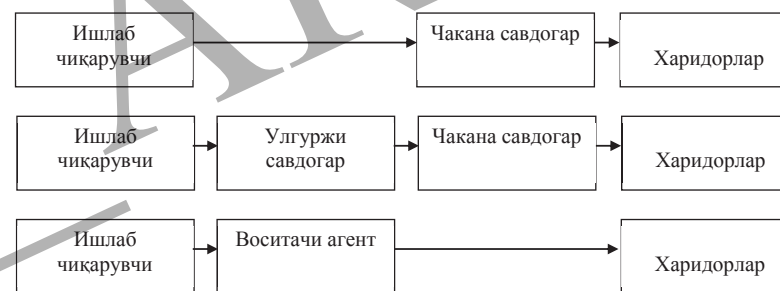 Ишлаб
чиқарувчи
Чакана савдогар
Харидорлар
Ишлаб
чиқарувчи
Улгуржи
савдогар
Чакана савдогар
Харидорлар
Ишлаб
чиқарувчи
Воситачи агент
Харидорлар